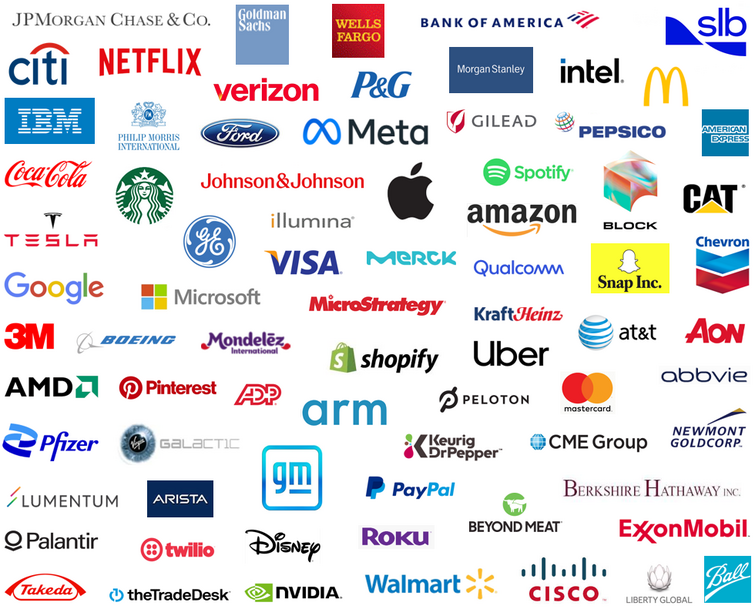 JPMORGAN CHASE & CO.
Goldman
Sachs
WELLS
FARGO
BANK OF AMERICA
slb
citi
NETFLIX
verizon
P&G
Morgan Stanley
intel.
IBM
PHILIP MORRIS
INTERNATIONAL
Ford
Meta
GILEAD
PEPSICO
AMERICAN
EXPRESS
Coca-Cola
Johnson&Johnson
Spotify
amazon
BLOCK
CAT
TESLA
illumina
GE
VISA
MERCK
Qualcomm
Snap Inc.
Chevron
Google
Microsoft
MicroStrategy
KraftHeinz
3M
BOEING
Mondelēz
International
shopify
Uber
at&t
AON
AMD
Pinterest
ADP
arm
PELOTON
mastercard
abbvie
Pfizer
Virgin
GALACTIC
gm
Keurig
DrPepper
CME Group
NEWMONT
GOLDCORP
LUMENTUM
ARISTA
PayPal
BEYOND MEAT
BERKSHIRE HATHAWAY INC.
Palantir
twilio
Disney
ROKU
ExxonMobil
Takeda
theTradeDesk
NVIDIA
Walmart
CISCO
LIBERTY GLOBAL
Ball